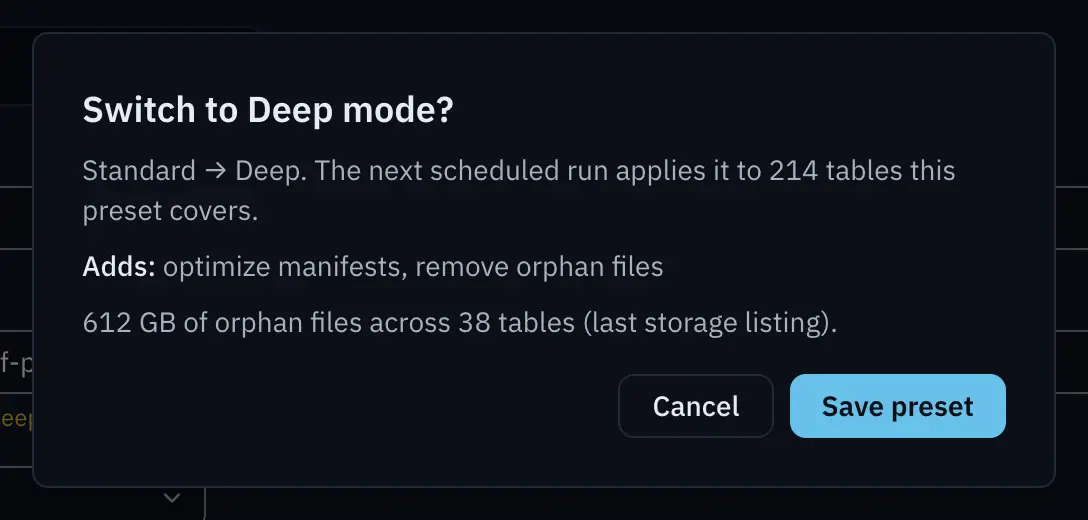 Switch to Deep mode?
Standard → Deep. The next scheduled run applies it to 214 tables this
preset covers.
Adds: optimize manifests, remove orphan files
612 GB of orphan files across 38 tables (last storage listing).
f-p
eep
Cancel
Save preset